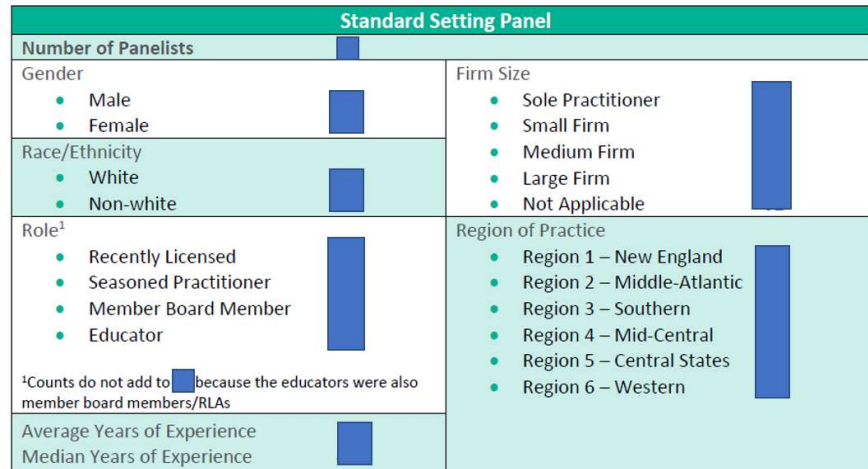 Standard Setting Panel
Number of Panelists
Gender
• Male
• Female
Race/Ethnicity
• White
• Non-white
Role¹
• Recently Licensed
• Seasoned Practitioner
• Member Board Member
• Educator
¹Counts do not add to because the educators were also
member board members/RLAs
Average Years of Experience
Median Years of Experience
Firm Size
• Sole Practitioner
• Small Firm
• Medium Firm
• Large Firm
• Not Applicable
Region of Practice
• Region 1 – New England
• Region 2 – Middle-Atlantic
• Region 3 – Southern
• Region 4 – Mid-Central
• Region 5 – Central States
• Region 6 – Western